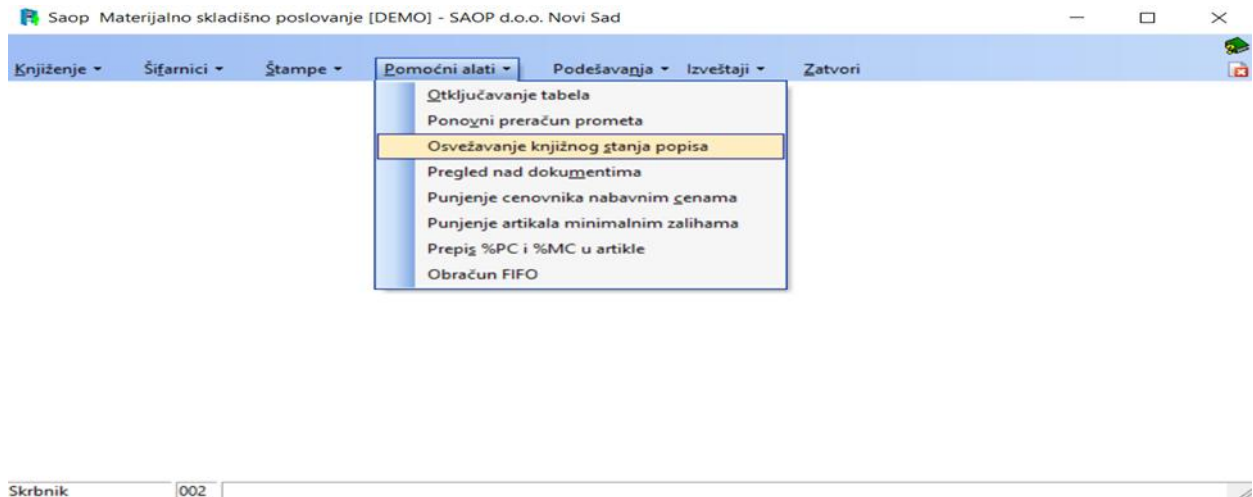 Saop Materijalno skladišno poslovanje [DEMO] - SAOP d.o.o. Novi Sad
Knjiženje Šifarnici Štampe Pomoćni alati Podešavanja Izveštaji Zatvori
Otključavanje tabela
Ponovni preračun prometa
Osvežavanje knjižnog stanja popisa
Pregled nad dokumentima
Punjenje cenovnika nabavnim cenama
Punjenje artikala minimalnim zalihama
Prepis %PC i %MC u artikle
Obračun FIFO
Skrbnik 002